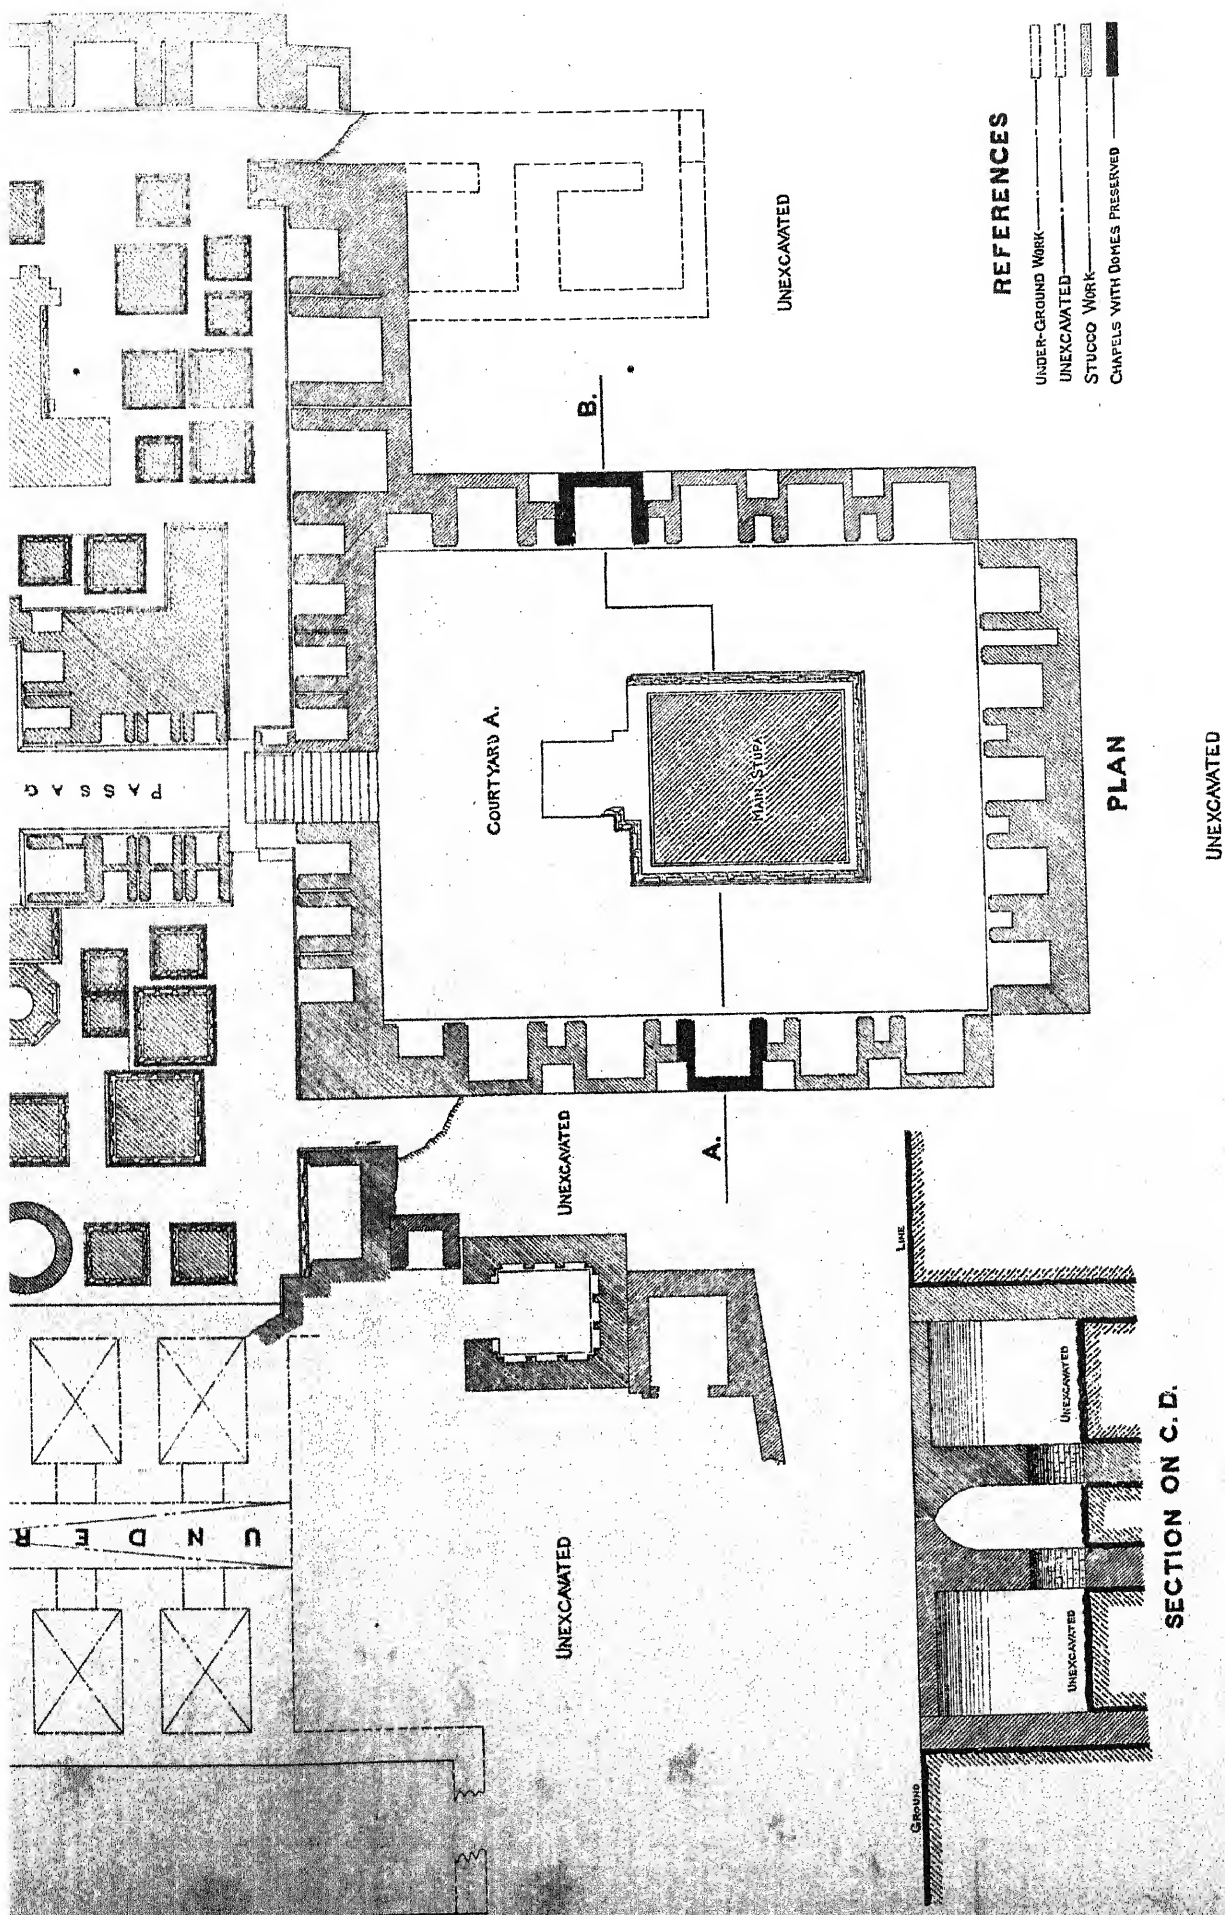 PASSAG
UNDER
COURTYARD A.
MAIN STUPA
B.
A.
UNEXCAVATED
UNEXCAVATED
UNEXCAVATED
PLAN
UNEXCAVATED
REFERENCES
UNDER-GROUND WORK
UNEXCAVATED
STUCCO WORK
CHAPELS WITH DOMES PRESERVED
GROUND
LINE
UNEXCAVATED
UNEXCAVATED
SECTION ON C. D.